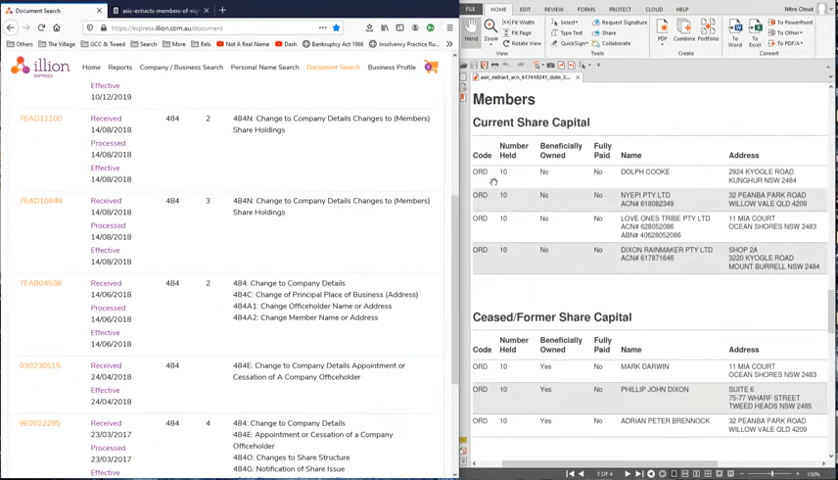 Document Search
asic-extracts-members-of-nig
https://express.illion.com.au/document
Others
The Village
GCC & Tweed
Search
More
Rels
Not A Real Name
Dash
Bankruptcy Act 1966
Insolvency Practice Ru...
illion
EXPRESS
Home
Reports
Company / Business Search
Personal Name Search
Document Search
Business Profile
Effective
10/12/2019
7EAD11100
Received
14/08/2018
Processed
14/08/2018
Effective
14/08/2018
484
2
484N: Change to Company Details Changes to (Members)
Share Holdings
7EAD10849
Received
14/08/2018
Processed
14/08/2018
Effective
14/08/2018
484
3
484N: Change to Company Details Changes to (Members)
Share Holdings
7EAB04538
Received
14/06/2018
Processed
14/06/2018
Effective
14/06/2018
484
2
484: Change to Company Details
484C: Change of Principal Place of Business (Address)
484A1: Change Officeholder Name or Address
484A2: Change Member Name or Address
030230515
Received
24/04/2018
Effective
24/04/2018
484
484E: Change to Company Details Appointment or
Cessation of A Company Officeholder
9E0022295
Received
23/03/2017
Processed
23/03/2017
Effective
484
4
484: Change to Company Details
484E: Appointment or Cessation of a Company
Officeholder
484O: Changes to Share Structure
484G: Notification of Share Issue
FILE
HOME
EDIT
REVIEW
FORMS
PROTECT
CLOUD
HELP
Nitro Cloud
Hand
Zoom
Fit Width
Fit Page
Rotate View
View
Select
Type Text
QuickSign
Tools
Request Signature
Share
Collaborate
PDF
Combine
Portfolio
Create
To Word
To Excel
To PowerPoint
To Other
To PDF/A
Convert
Members
Current Share Capital
Code
Number Held
Beneficially Owned
Fully Paid
Name
Address
ORD 10 No No DOLPH COOKE 2924 KYOGLE ROAD
KUNGHUR NSW 2484
ORD 10 No No NYEPI PTY LTD 32 PEANBA PARK ROAD
ACN# 618082349 WILLOW VALE QLD 4209
ORD 10 No No LOVE ONES TRIBE PTY LTD 11 MIA COURT
ACN# 628052086 OCEAN SHORES NSW 2483
ABN# 40628052086
ORD 10 No No DIXON RAINMAKER PTY LTD SHOP 2A
ACN# 617871646 3220 KYOGLE ROAD
MOUNT BURRELL NSW 2484
Ceased/Former Share Capital
Code
Number Held
Beneficially Owned
Fully Paid
Name
Address
ORD 10 Yes No MARK DARWIN 11 MIA COURT
OCEAN SHORES NSW 2483
ORD 10 Yes No PHILLIP JOHN DIXON SUITE 6
75-77 WHARF STREET
TWEED HEADS NSW 2485
ORD 10 Yes No ADRIAN PETER BRENNOCK 32 PEANBA PARK ROAD
WILLOW VALE QLD 4209
3 OF 4
150%